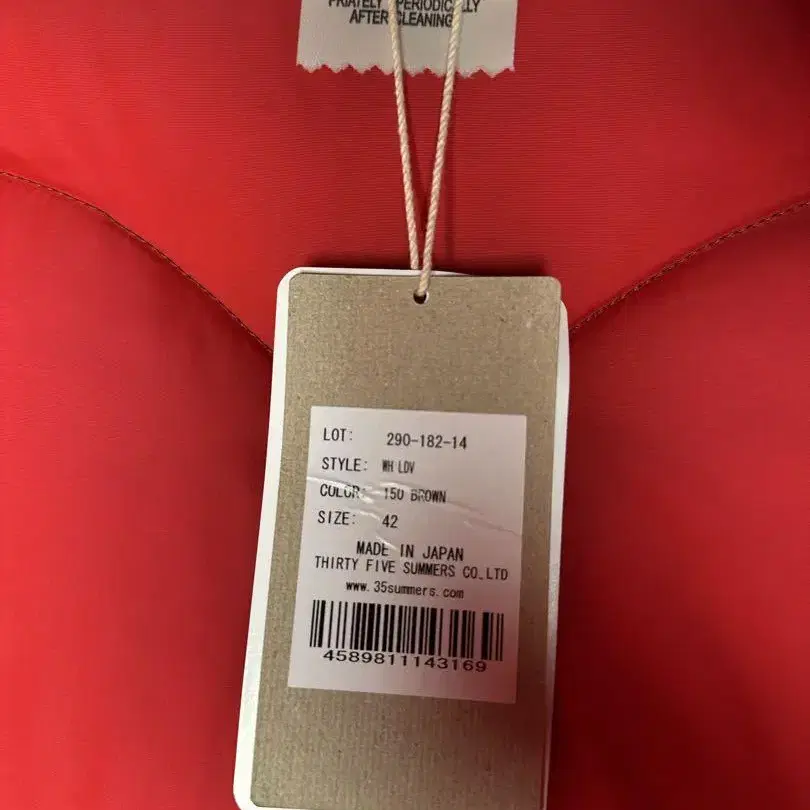 PRIATELY PERIODICALLY
AFTER CLEANING
LOT: 290-182-14
STYLE: WH LDV
COLOR: 150 BROWN
SIZE: 42
MADE IN JAPAN
THIRTY FIVE SUMMERS CO.,LTD
www.35summers.com
4589811143169